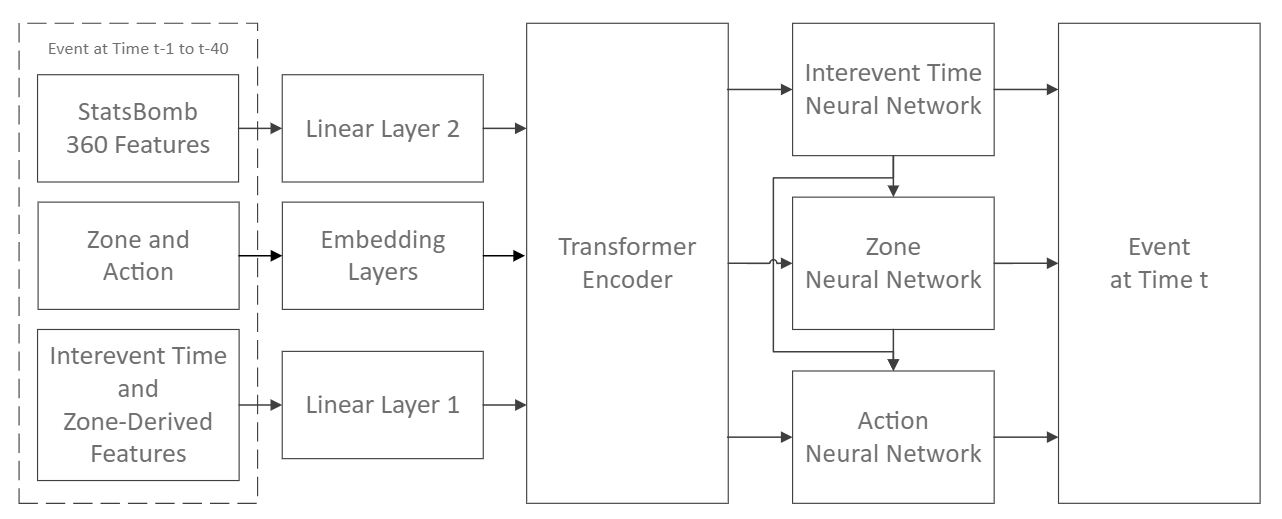 Event at Time t-1 to t-40
StatsBomb
360 Features
Linear Layer 2
Zone and
Action
Embedding
Layers
Interevent Time
and
Zone-Derived
Features
Linear Layer 1
Transformer
Encoder
Interevent Time
Neural Network
Zone
Neural Network
Action
Neural Network
Event
at Time t